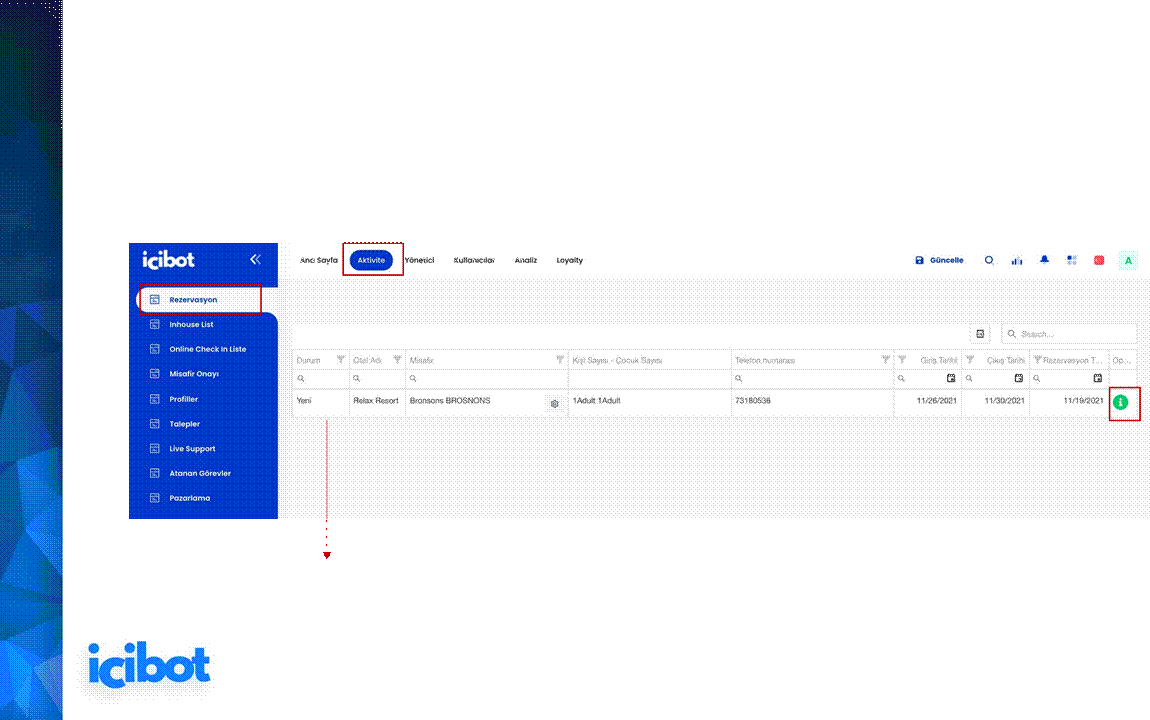 icibot
Ana Sayfa Aktivite Yönetici Kullanıcılar Analiz Loyalty Güncelle A
Rezervasyon
Inhouse List
Online Check In Liste
Misafir Onayı
Profiller
Talepler
Live Support
Atanan Görevler
Pazarlama
Search...
Durum Otel Adı Misafir Kişi Sayısı - Çocuk Sayısı Telefon numarası Giriş Tarihi Çıkış Tarihi Rezervasyon T... Op...
Yeni Relax Resort Bronsons BROSNONS 1Adult 1Adult 73180536 11/26/2021 11/30/2021 11/19/2021
icibot